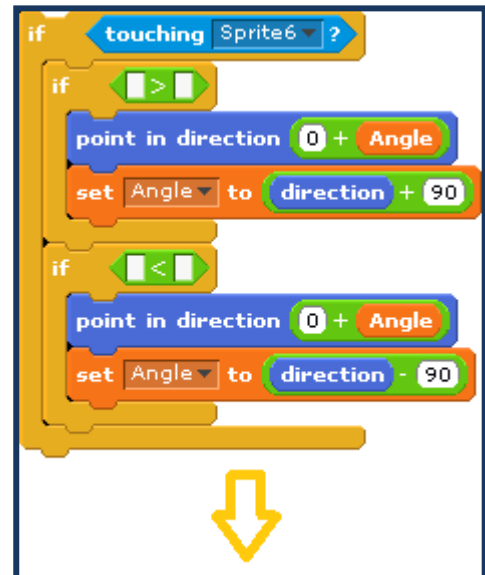 if touching Sprite6 ?
if >
point in direction 0 + Angle
set Angle to direction + 90
if <
point in direction 0 + Angle
set Angle to direction - 90